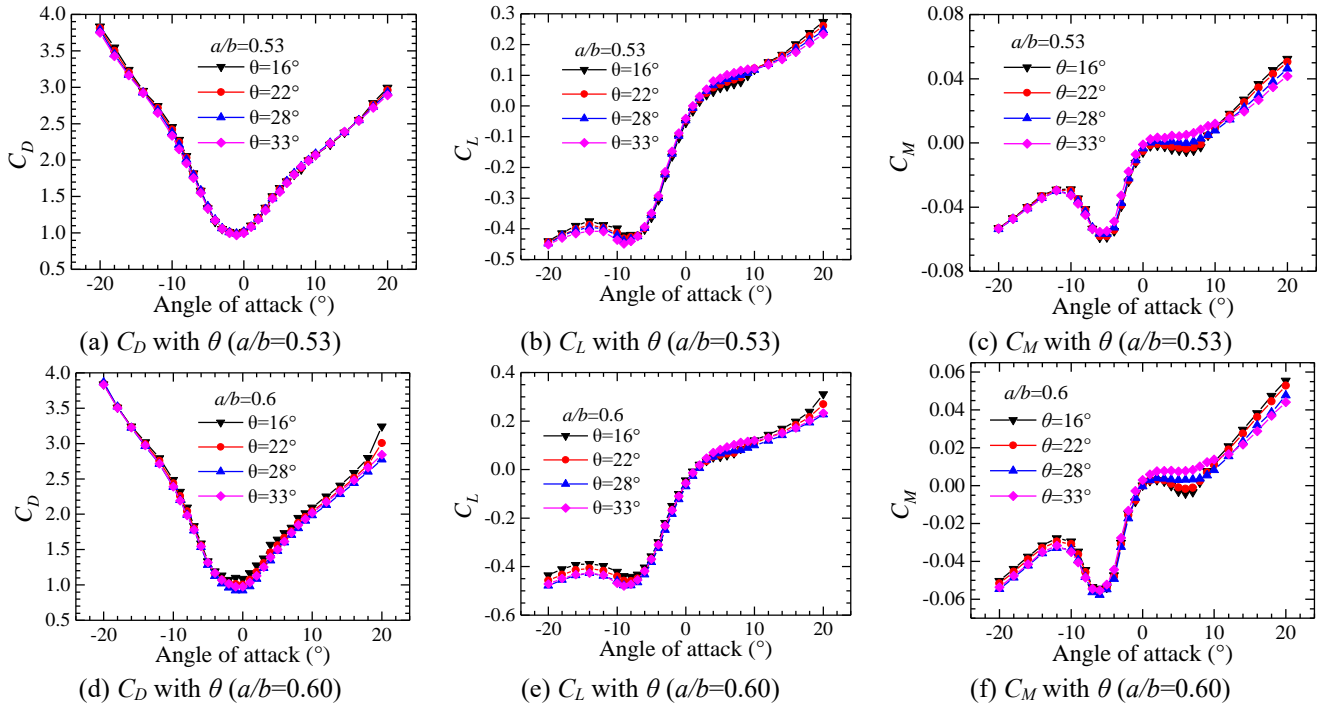 4.0
3.5
3.0
2.5
2.0
1.5
1.0
0.5
C_D
a/b=0.53
θ=16°
θ=22°
θ=28°
θ=33°
-20 -10 0 10 20
Angle of attack (°)
(a) C_D with θ (a/b=0.53)
0.3
0.2
0.1
0.0
-0.1
-0.2
-0.3
-0.4
-0.5
C_L
a/b=0.53
θ=16°
θ=22°
θ=28°
θ=33°
-20 -10 0 10 20
Angle of attack (°)
(b) C_L with θ (a/b=0.53)
0.08
0.04
0.00
-0.04
-0.08
C_M
a/b=0.53
θ=16°
θ=22°
θ=28°
θ=33°
-20 -10 0 10 20
Angle of attack (°)
(c) C_M with θ (a/b=0.53)
4.0
3.5
3.0
2.5
2.0
1.5
1.0
0.5
C_D
a/b=0.6
θ=16°
θ=22°
θ=28°
θ=33°
-20 -10 0 10 20
Angle of attack (°)
(d) C_D with θ (a/b=0.60)
0.4
0.2
0.0
-0.2
-0.4
-0.6
C_L
a/b=0.6
θ=16°
θ=22°
θ=28°
θ=33°
-20 -10 0 10 20
Angle of attack (°)
(e) C_L with θ (a/b=0.60)
0.06
0.04
0.02
0.00
-0.02
-0.04
-0.06
C_M
a/b=0.6
θ=16°
θ=22°
θ=28°
θ=33°
-20 -10 0 10 20
Angle of attack (°)
(f) C_M with θ (a/b=0.60)